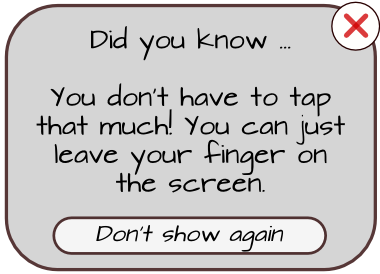 Did you know ...
You don't have to tap
that much! You can just
leave your finger on
the screen.
Don't show again